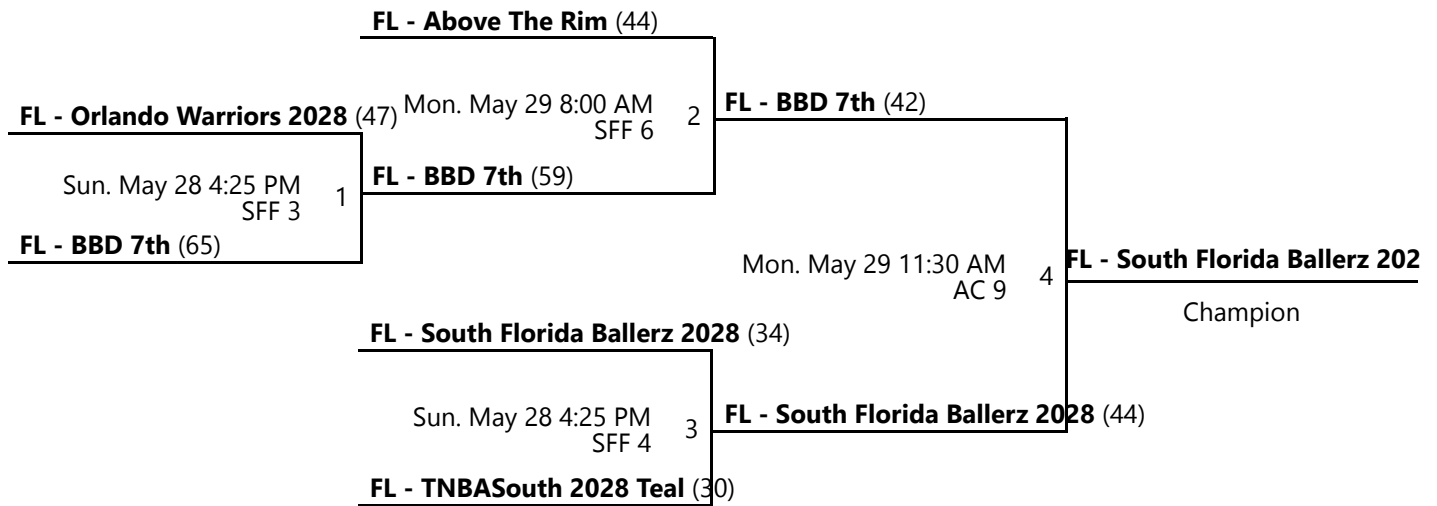 FL - Above The Rim (44)
FL - Orlando Warriors 2028 (47)
Mon. May 29 8:00 AM
SFF 6
2
FL - BBD 7th (42)
Sun. May 28 4:25 PM
SFF 3
1
FL - BBD 7th (59)
FL - BBD 7th (65)
Mon. May 29 11:30 AM
AC 9
4
FL - South Florida Ballerz 202
Champion
FL - South Florida Ballerz 2028 (34)
Sun. May 28 4:25 PM
SFF 4
3
FL - South Florida Ballerz 2028 (44)
FL - TNBASouth 2028 Teal (30)